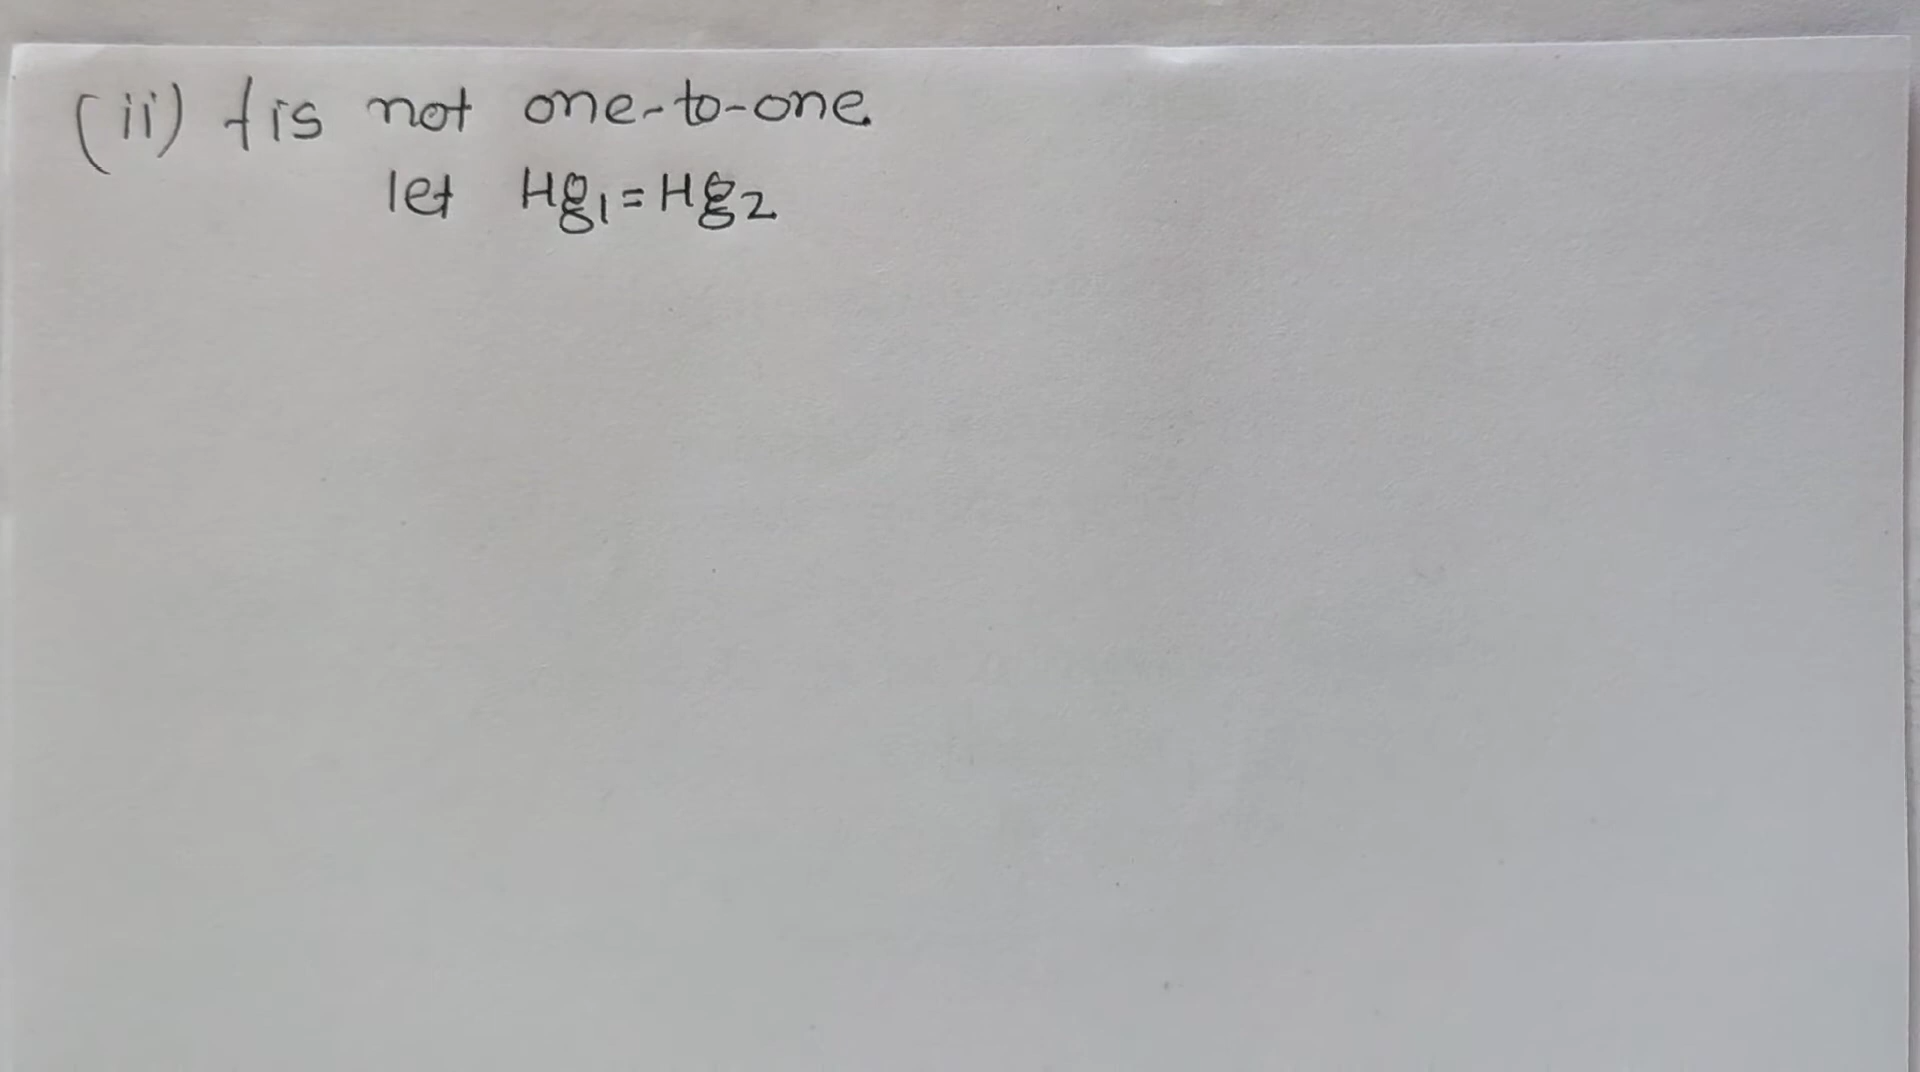 (ii) f is not one-to-one.
let Hg₁ = Hg₂